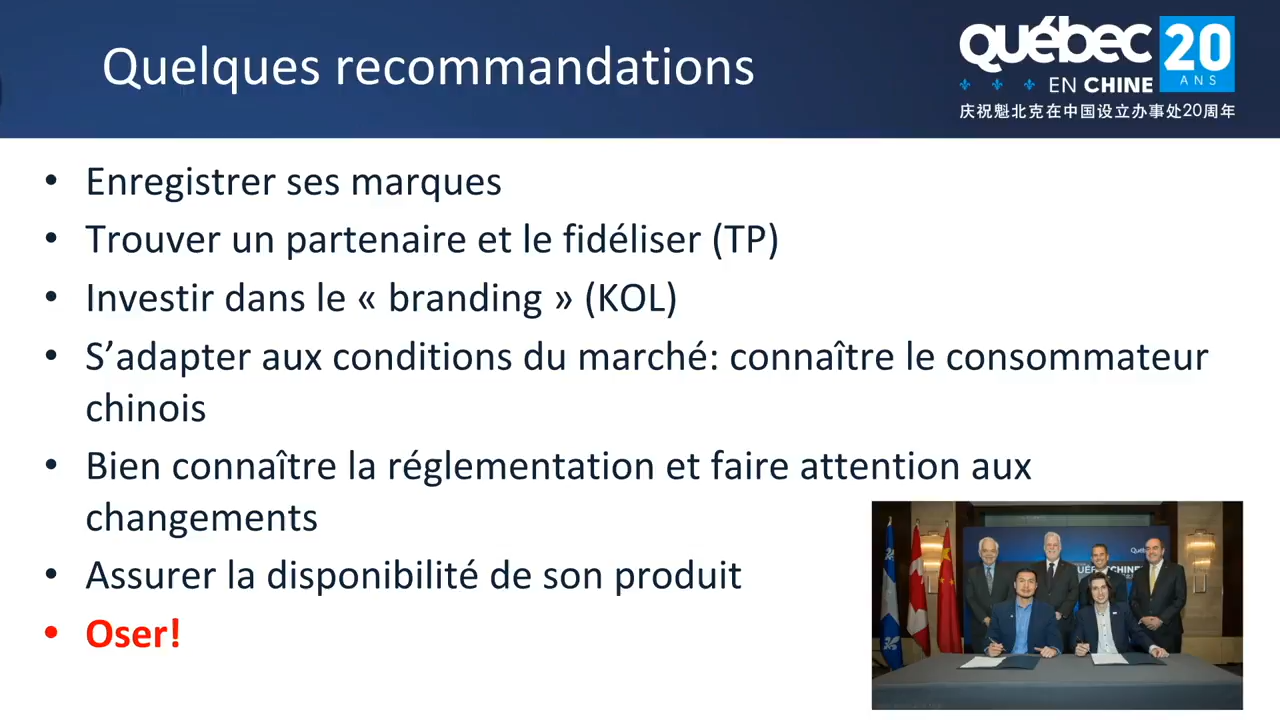 Quelques recommandations
québec 20
ANS
EN CHINE
庆祝魁北克在中国设立办事处20周年
• Enregistrer ses marques
• Trouver un partenaire et le fidéliser (TP)
• Investir dans le « branding » (KOL)
• S’adapter aux conditions du marché: connaître le consommateur
chinois
• Bien connaître la réglementation et faire attention aux
changements
• Assurer la disponibilité de son produit
• Oser!